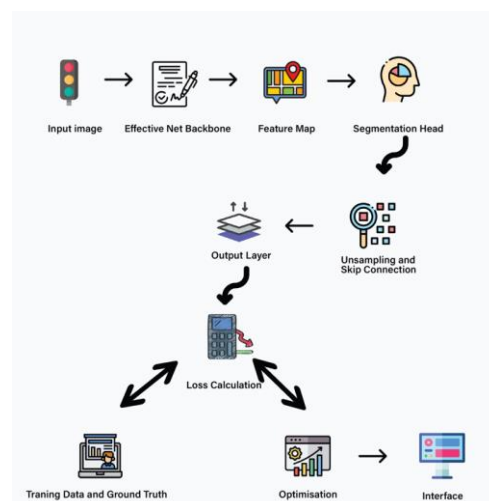 Input image
Effective Net Backbone
Feature Map
Segmentation Head
Output Layer
Unsampling and
Skip Connection
Loss Calculation
Traning Data and Ground Truth
Optimisation
Interface